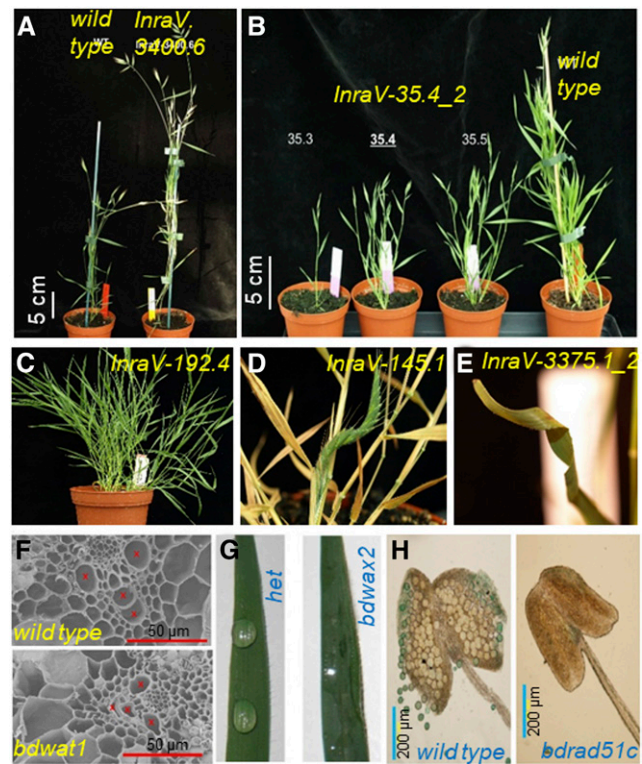 A
wild type
InraV.
3400.6
WT
5 cm
B
InraV-35.4_2
wild
type
35.3
35.4
35.5
5 cm
C
InraV-192.4
D
InraV-145.1
E
InraV-3375.1_2
F
wild type
50 µm
bdwat1
50 µm
G
het
bdwax2
H
200 µm
wild type
200 µm
bdrad51c